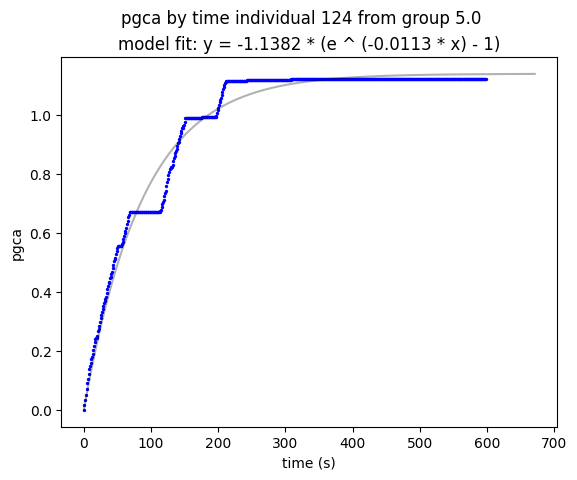 pgca by time individual 124 from group 5.0
model fit: y = -1.1382 * (e ^ (-0.0113 * x) - 1)
1.0
0.8
0.6
0.4
0.2
0.0
pgca
0 100 200 300 400 500 600 700
time (s)